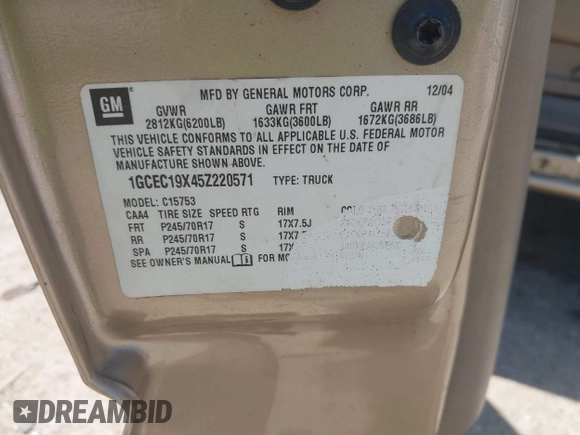 GM
MFD BY GENERAL MOTORS CORP. 12/04
GVWR GAWR FRT GAWR RR
2812KG(6200LB) 1633KG(3600LB) 1672KG(3686LB)
THIS VEHICLE CONFORMS TO ALL APPLICABLE U.S. FEDERAL MOTOR
VEHICLE SAFETY STANDARDS IN EFFECT ON THE DATE OF
MANUFACTURE SHOWN ABOVE.
1GCEC19X45Z220571 TYPE: TRUCK
MODEL: C15753
CAA4 TIRE SIZE SPEED RTG RIM
FRT P245/70R17 S 17X7.5J
RR P245/70R17 S 17X7.
SPA P245/70R17 S 17X
SEE OWNER'S MANUAL FOR
DREAMBID